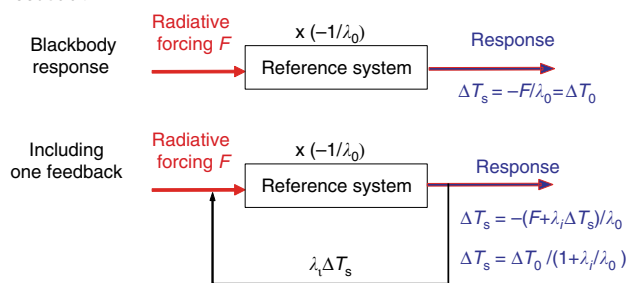 Radiative
forcing F
Blackbody
response
x (−1/λ₀)
Reference system
Response
ΔTₛ = −F/λ₀=ΔT₀
Including
one feedback
Radiative
forcing F
x (−1/λ₀)
Reference system
Response
ΔTₛ = −(F+λᵢΔTₛ)/λ₀
ΔTₛ = ΔT₀ /(1+λᵢ/λ₀)
λᵢΔTₛ